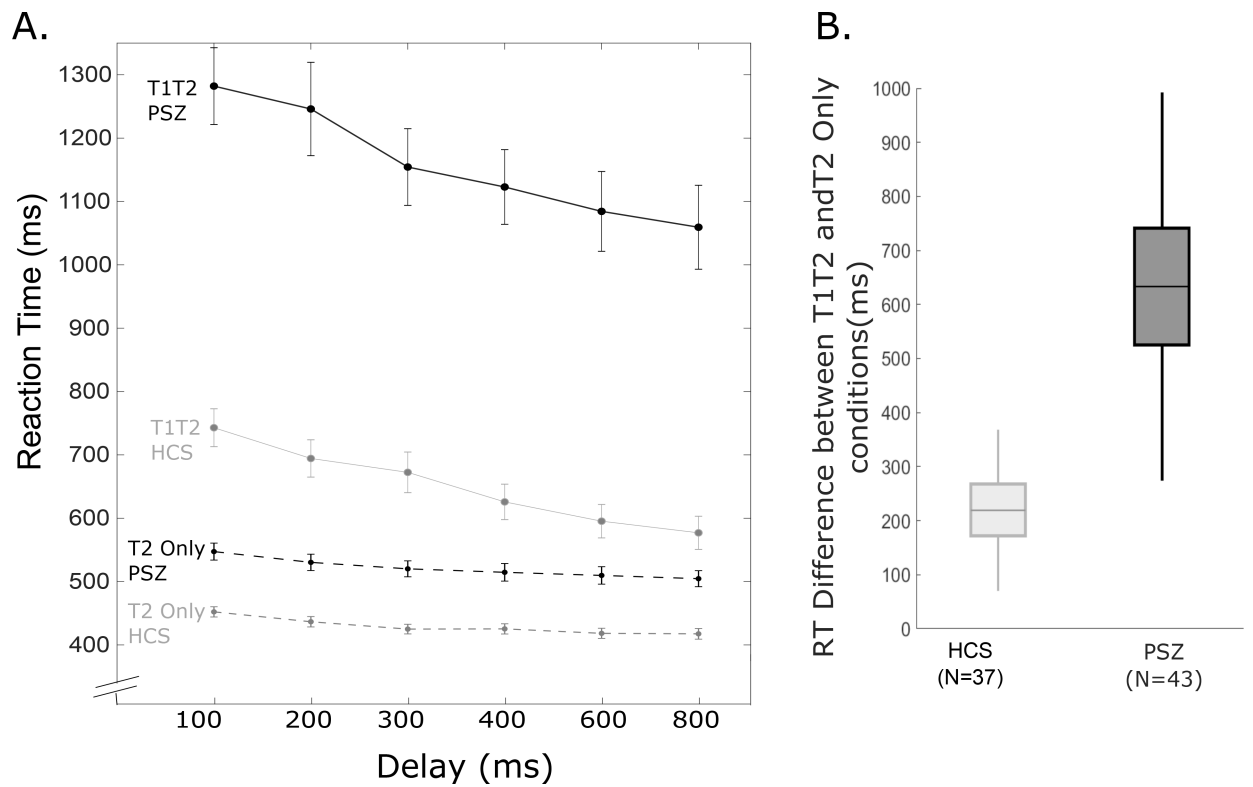 A.
1300
1200
1100
1000
900
800
700
600
500
400
Reaction Time (ms)
T1T2
PSZ
T1T2
HCS
T2 Only
PSZ
T2 Only
HCS
100 200 300 400 600 800
Delay (ms)
B.
RT Difference between T1T2 andT2 Only
conditions(ms)
1000
900
800
700
600
500
400
300
200
100
0
HCS
(N=37)
PSZ
(N=43)